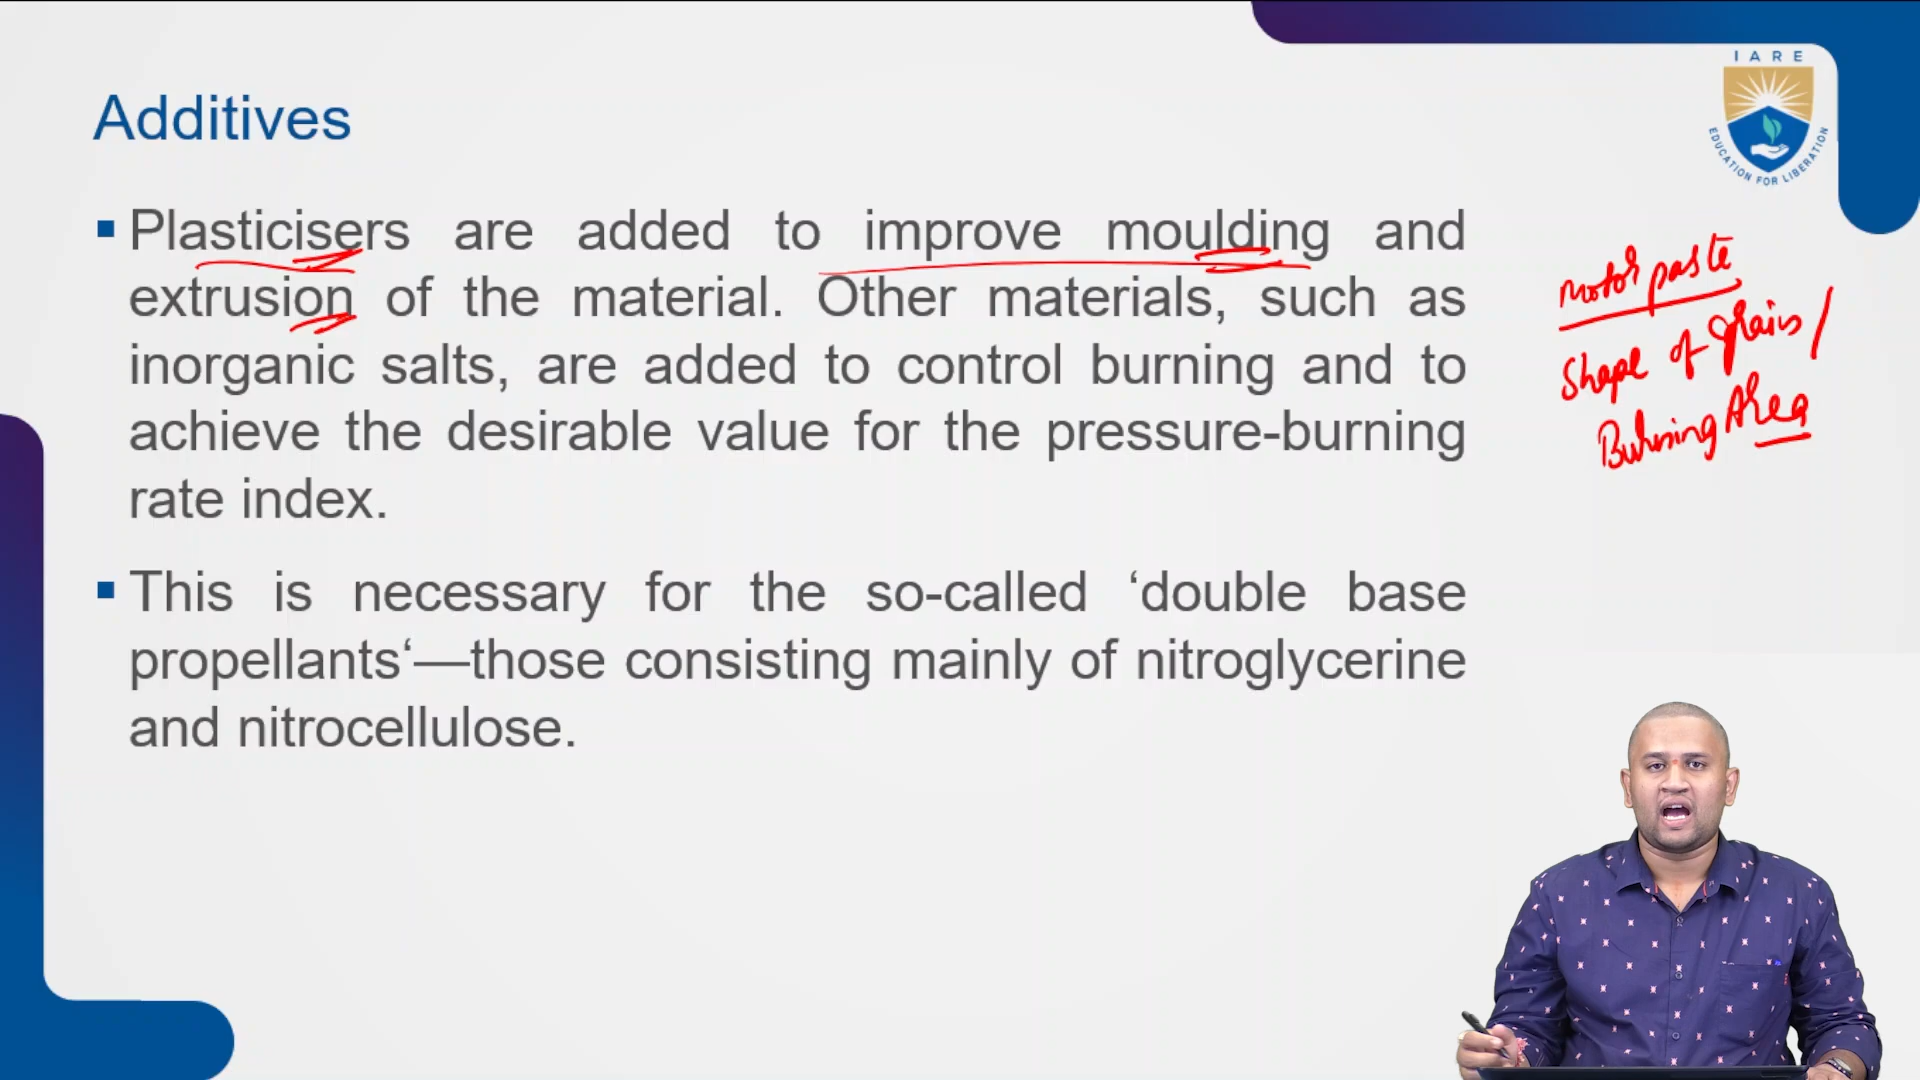 IARE
EDUCATION FOR LIBERATION
Additives
Plasticisers are added to improve moulding and
extrusion of the material. Other materials, such as
inorganic salts, are added to control burning and to
achieve the desirable value for the pressure-burning
rate index.
This is necessary for the so-called ‘double base
propellants‘—those consisting mainly of nitroglycerine
and nitrocellulose.
Motor paste
Shape of grains/
Burning Area